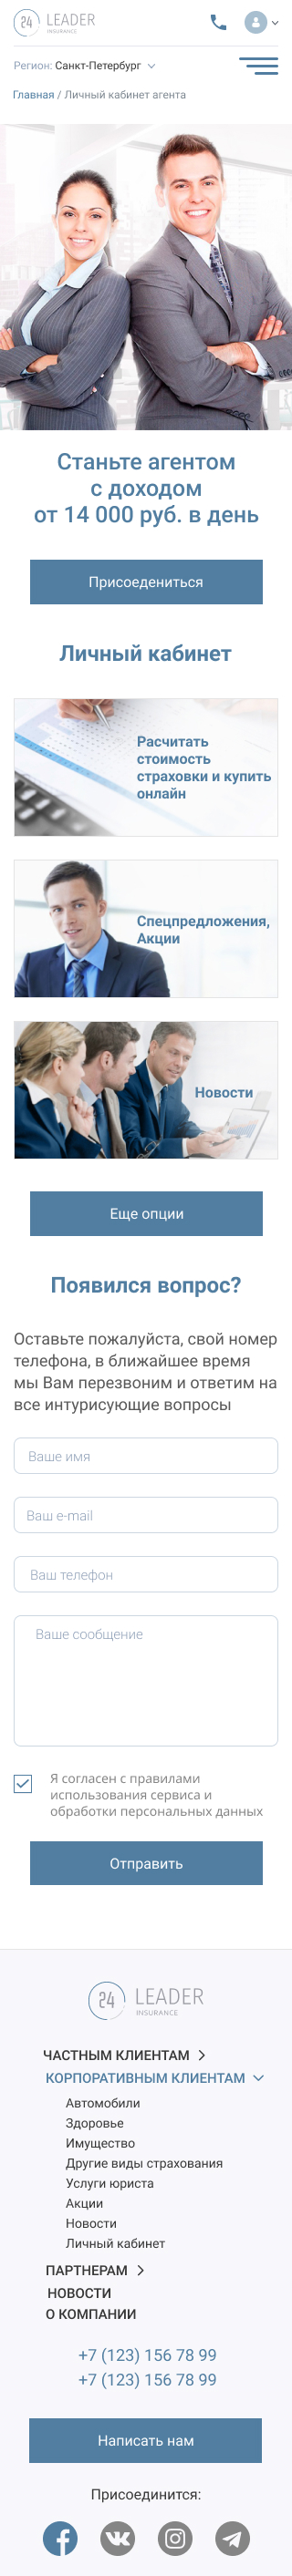 24 LEADER
INSURANCE
Регион: Санкт-Петербург
Главная / Личный кабинет агента
Станьте агентом
с доходом
от 14 000 руб. в день
Присоедениться
Личный кабинет
Расчитать
стоимость
страховки и купить
онлайн
Спецпредложения,
Акции
Новости
Еще опции
Появился вопрос?
Оставьте пожалуйста, свой номер
телефона, в ближайшее время
мы Вам перезвоним и ответим на
все интурисующие вопросы
Ваше имя
Ваш e-mail
Ваш телефон
Ваше сообщение
Я согласен с правилами
использования сервиса и
обработки персональных данных
Отправить
24 LEADER
INSURANCE
ЧАСТНЫМ КЛИЕНТАМ
КОРПОРАТИВНЫМ КЛИЕНТАМ
Автомобили
Здоровье
Имущество
Другие виды страхования
Услуги юриста
Акции
Новости
Личный кабинет
ПАРТНЕРАМ
НОВОСТИ
О КОМПАНИИ
+7 (123) 156 78 99
+7 (123) 156 78 99
Написать нам
Присоединится: